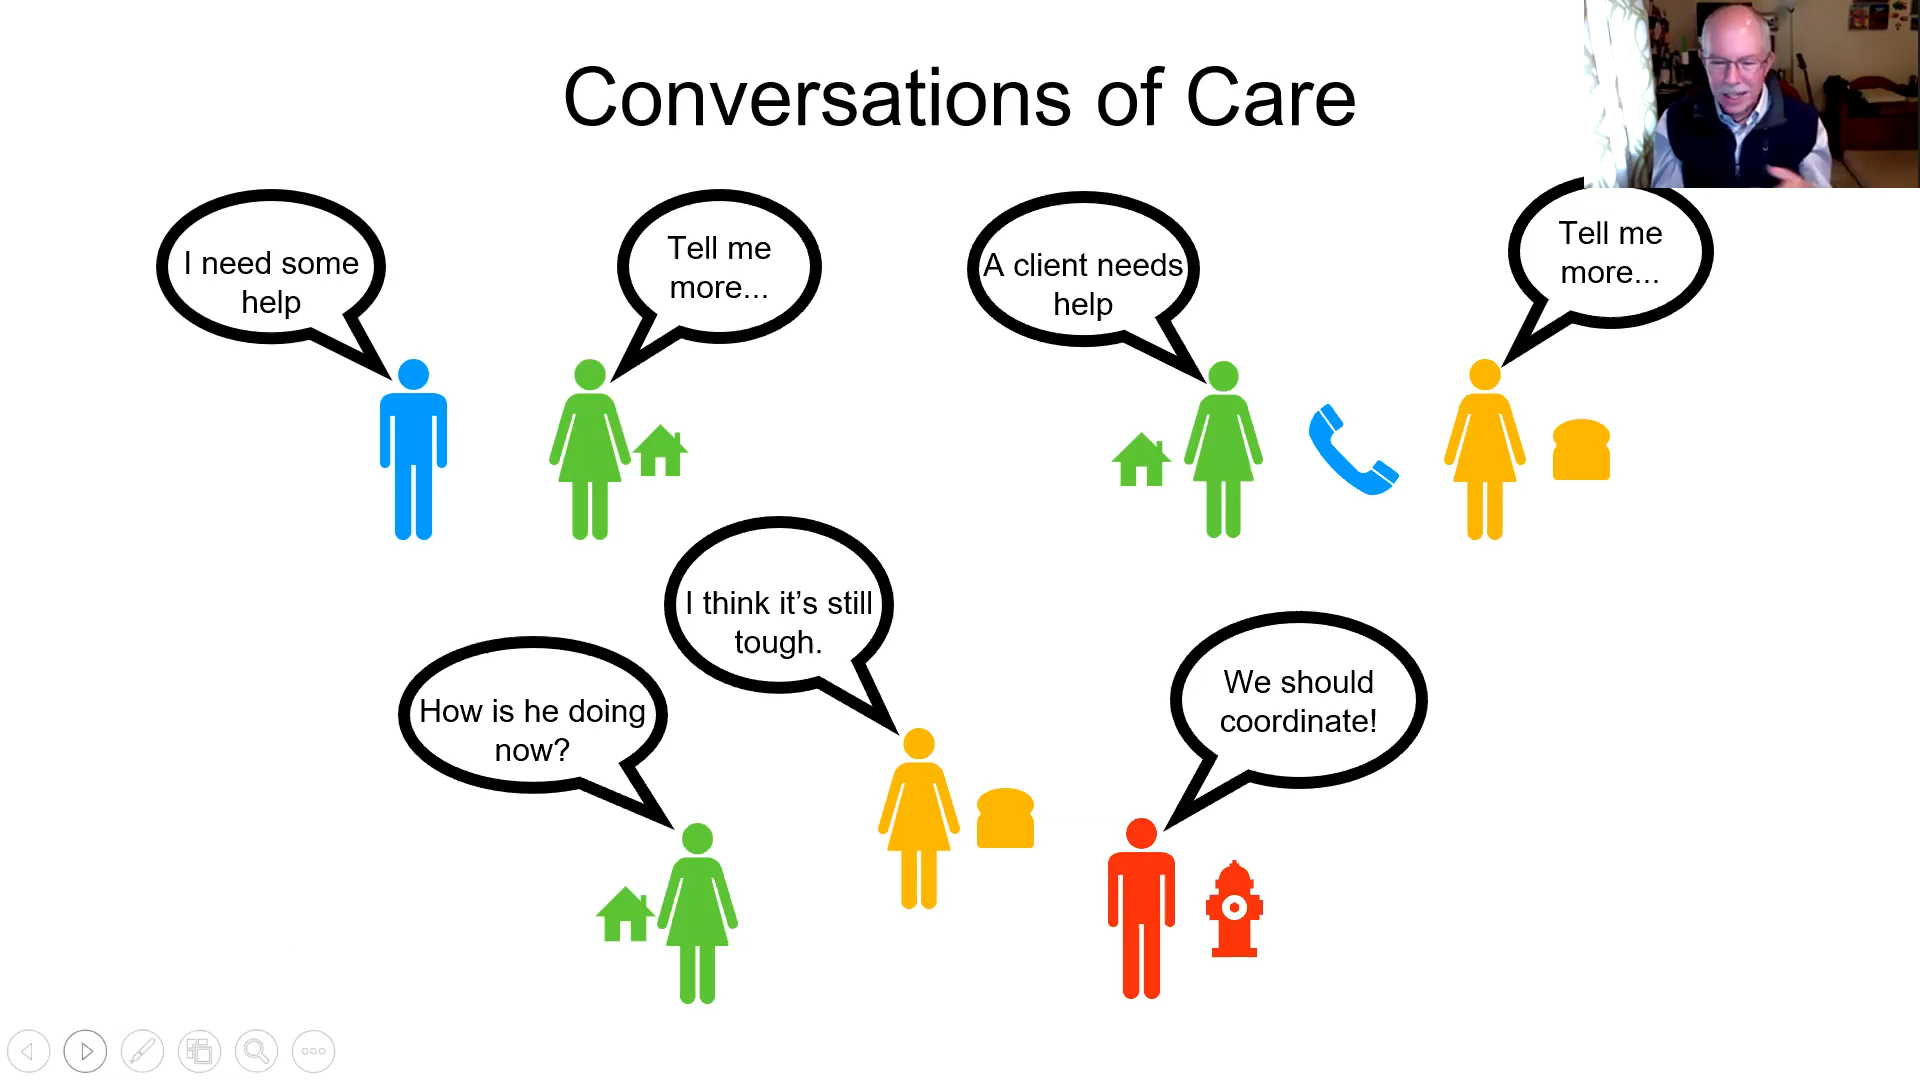 Conversations of Care
I need some
help
Tell me
more...
A client needs
help
Tell me
more...
How is he doing
now?
I think it’s still
tough.
We should
coordinate!